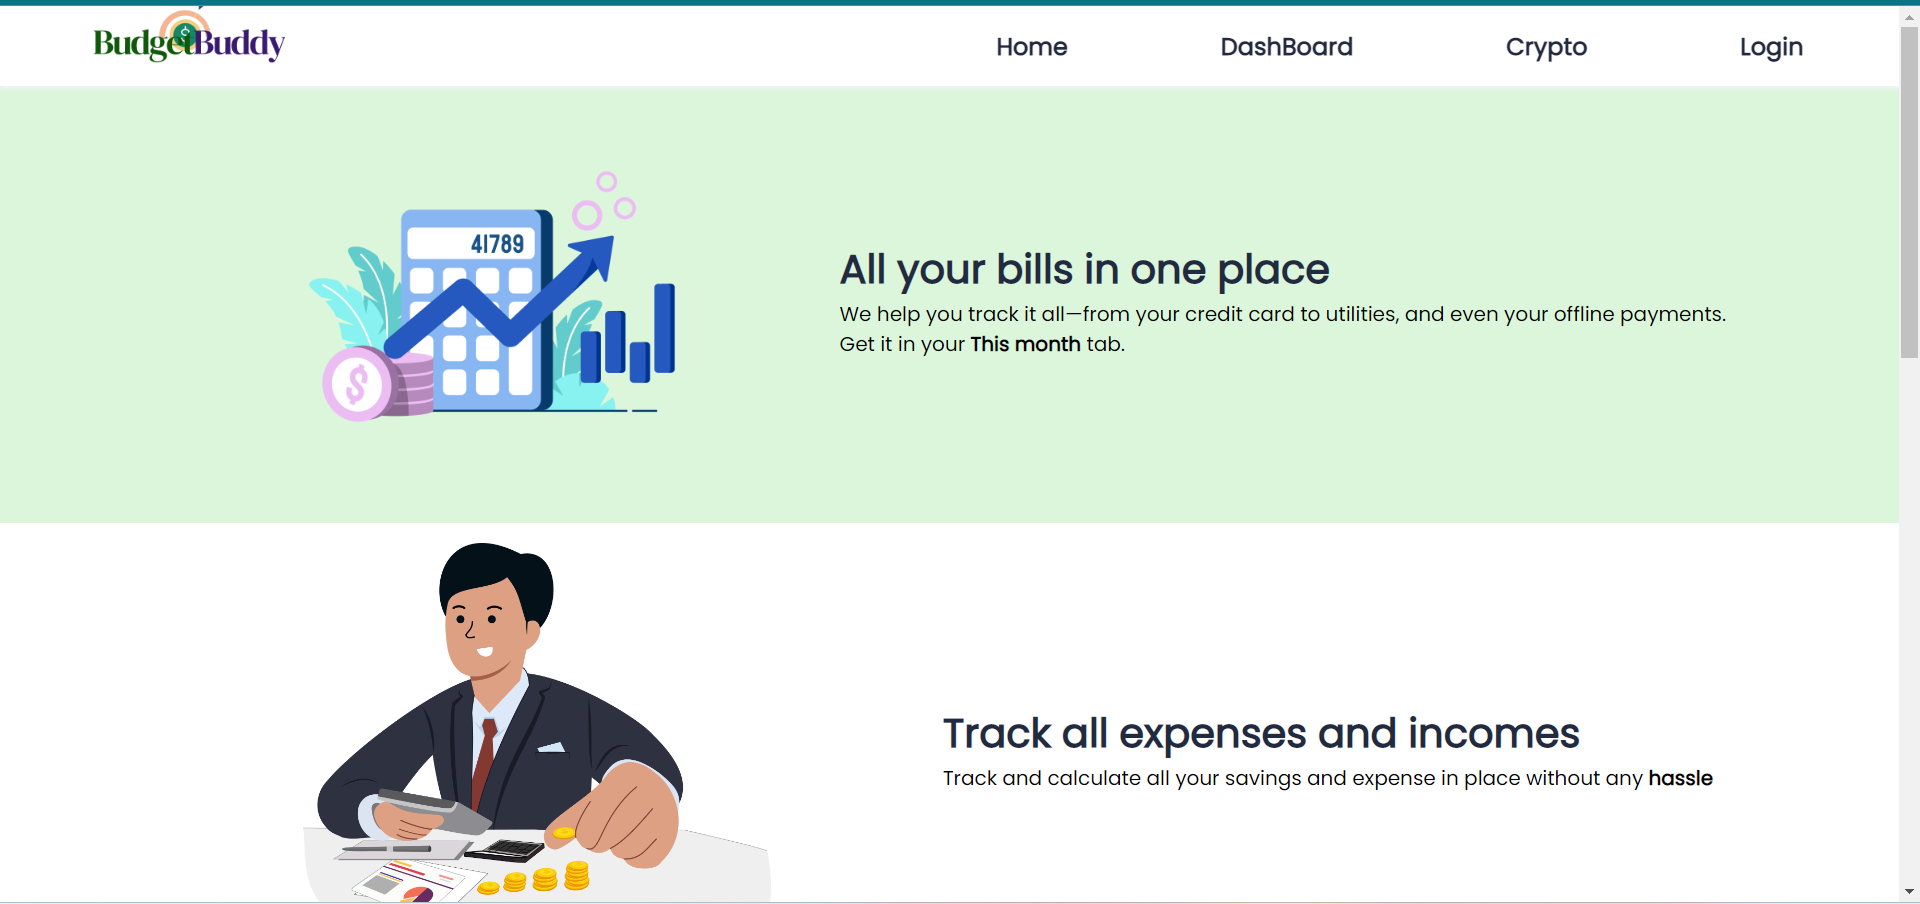 BudgetBuddy
Home DashBoard Crypto Login
41789
All your bills in one place
We help you track it all—from your credit card to utilities, and even your offline payments.
Get it in your This month tab.
$
Track all expenses and incomes
Track and calculate all your savings and expense in place without any hassle